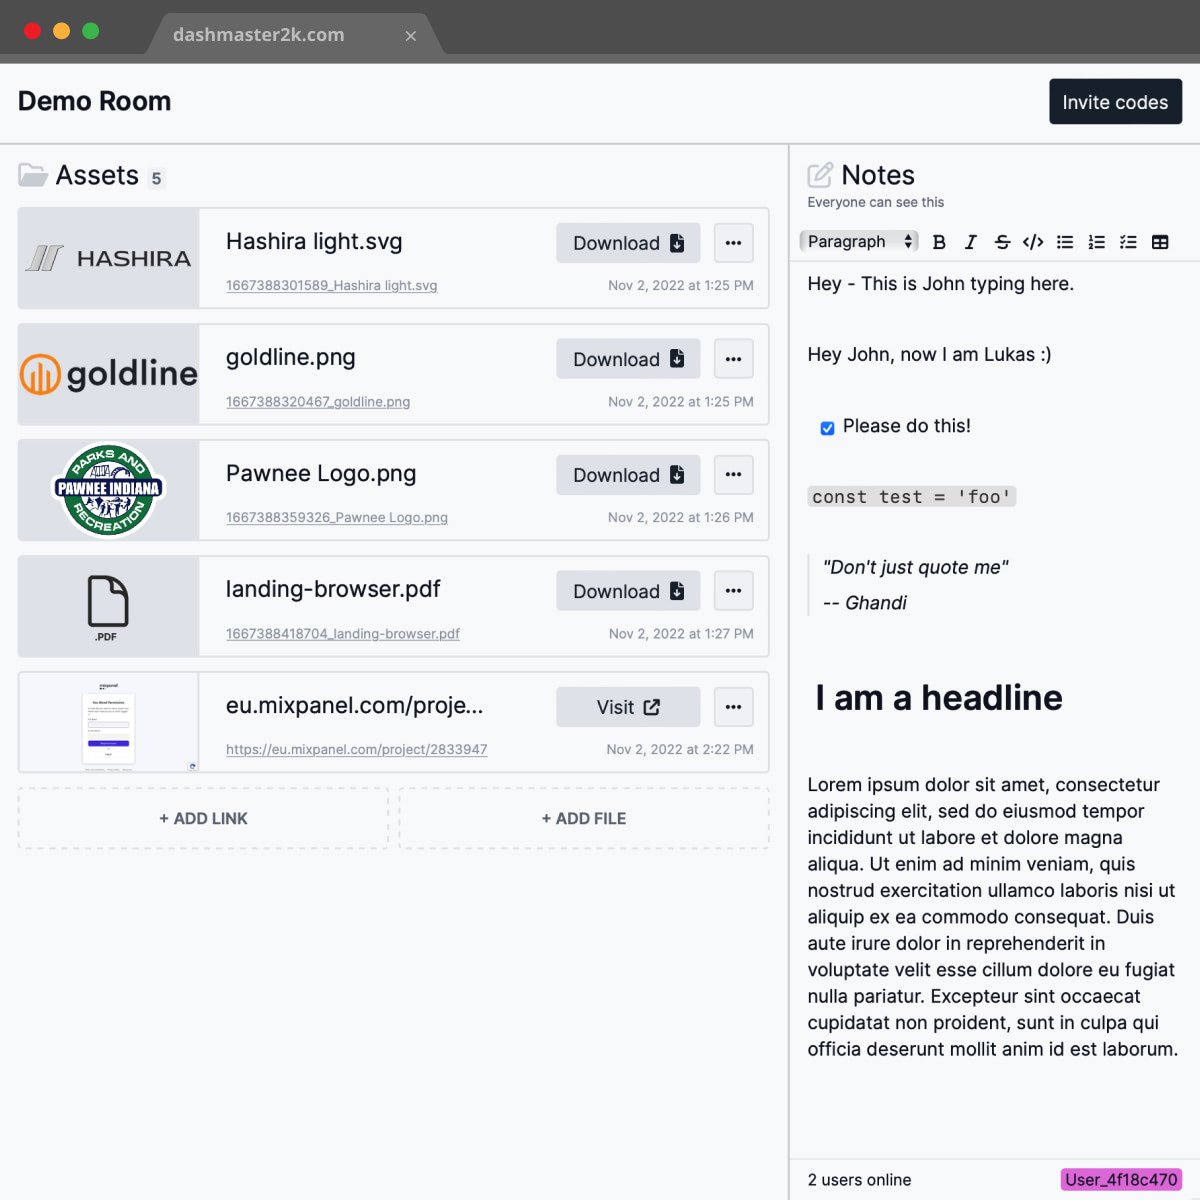 dashmaster2k.com
Demo Room
Invite codes
Assets 5
HASHIRA
Hashira light.svg
Download
1667388301589_Hashira light.svg
Nov 2, 2022 at 1:25 PM
goldline
goldline.png
Download
1667388320467_goldline.png
Nov 2, 2022 at 1:25 PM
PARKS AND
PAWNEE INDIANA
RECREATION
Pawnee Logo.png
Download
1667388359326_Pawnee Logo.png
Nov 2, 2022 at 1:26 PM
.PDF
landing-browser.pdf
Download
1667388418704_landing-browser.pdf
Nov 2, 2022 at 1:27 PM
mixpanel
You Need Permission
eu.mixpanel.com/proje...
Visit
https://eu.mixpanel.com/project/2833947
Nov 2, 2022 at 2:22 PM
+ ADD LINK
+ ADD FILE
Notes
Everyone can see this
Paragraph
B I S </>
Hey - This is John typing here.
Hey John, now I am Lukas :)
Please do this!
const test = 'foo'
"Don't just quote me"
-- Ghandi
I am a headline
Lorem ipsum dolor sit amet, consectetur
adipiscing elit, sed do eiusmod tempor
incididunt ut labore et dolore magna
aliqua. Ut enim ad minim veniam, quis
nostrud exercitation ullamco laboris nisi ut
aliquip ex ea commodo consequat. Duis
aute irure dolor in reprehenderit in
voluptate velit esse cillum dolore eu fugiat
nulla pariatur. Excepteur sint occaecat
cupidatat non proident, sunt in culpa qui
officia deserunt mollit anim id est laborum.
2 users online
User_4f18c470